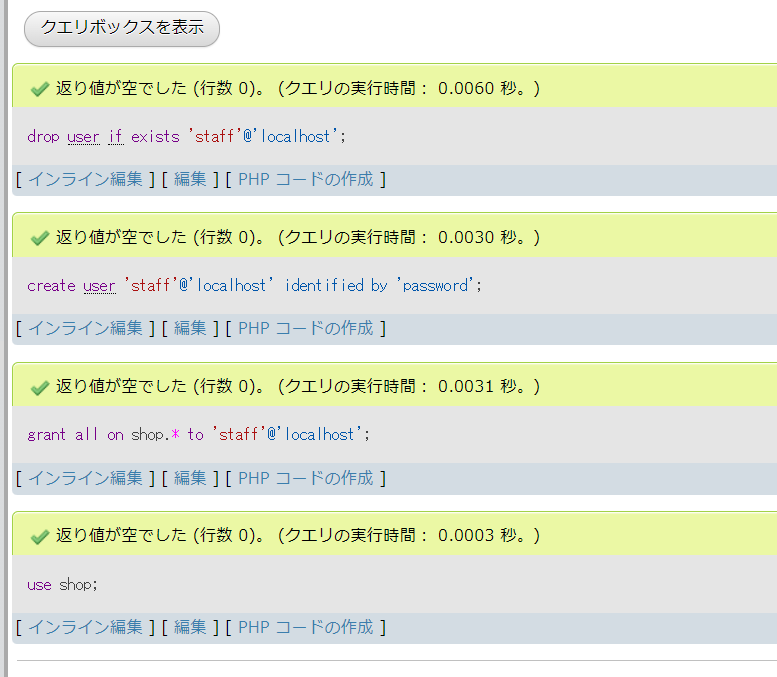 クエリボックスを表示
返り値が空でした (行数 0)。 (クエリの実行時間： 0.0060 秒。)
drop user if exists 'staff'@'localhost';
[ インライン編集 ] [ 編集 ] [ PHP コードの作成 ]
返り値が空でした (行数 0)。 (クエリの実行時間： 0.0030 秒。)
create user 'staff'@'localhost' identified by 'password';
[ インライン編集 ] [ 編集 ] [ PHP コードの作成 ]
返り値が空でした (行数 0)。 (クエリの実行時間： 0.0031 秒。)
grant all on shop.* to 'staff'@'localhost';
[ インライン編集 ] [ 編集 ] [ PHP コードの作成 ]
返り値が空でした (行数 0)。 (クエリの実行時間： 0.0003 秒。)
use shop;
[ インライン編集 ] [ 編集 ] [ PHP コードの作成 ]